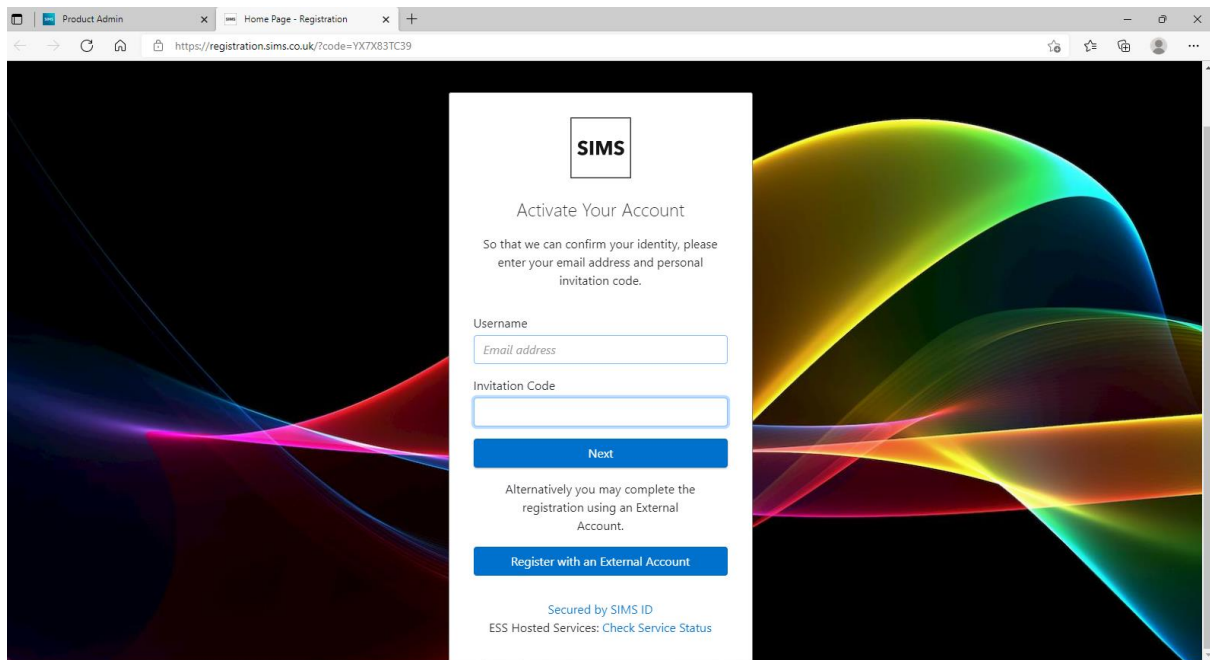 Product Admin
Home Page - Registration
https://registration.sims.co.uk/?code=YX7X83TC39
SIMS
Activate Your Account
So that we can confirm your identity, please
enter your email address and personal
invitation code.
Username
Email address
Invitation Code
Next
Alternatively you may complete the
registration using an External
Account.
Register with an External Account
Secured by SIMS ID
ESS Hosted Services: Check Service Status